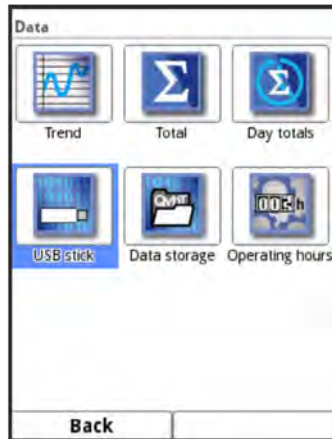 Data
Trend
Total
Day totals
USB stick
Data storage
Operating hours
Back